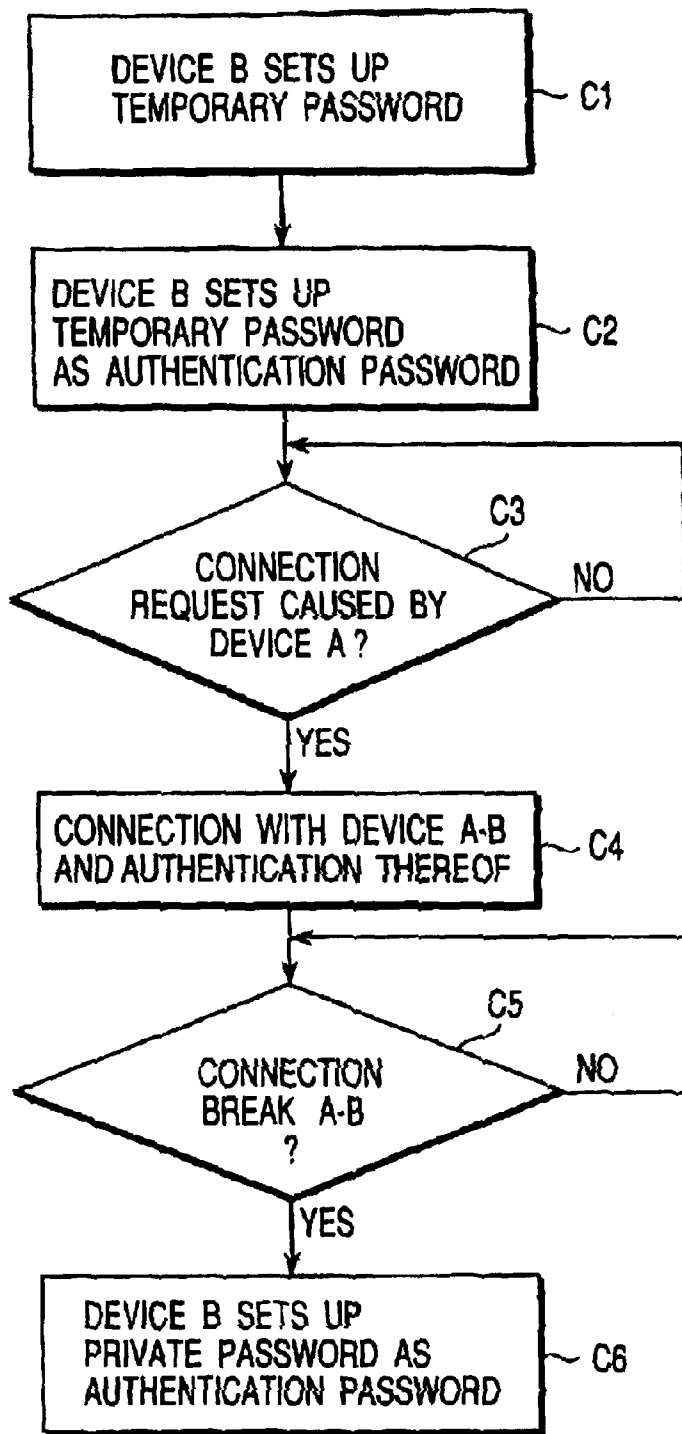 DEVICE B SETS UP
TEMPORARY PASSWORD
C1
DEVICE B SETS UP
TEMPORARY PASSWORD
AS AUTHENTICATION PASSWORD
C2
C3
CONNECTION
REQUEST CAUSED BY
DEVICE A?
NO
YES
CONNECTION WITH DEVICE A-B
AND AUTHENTICATION THEREOF
C4
C5
CONNECTION
BREAK A-B
?
NO
YES
DEVICE B SETS UP
PRIVATE PASSWORD AS
AUTHENTICATION PASSWORD
C6